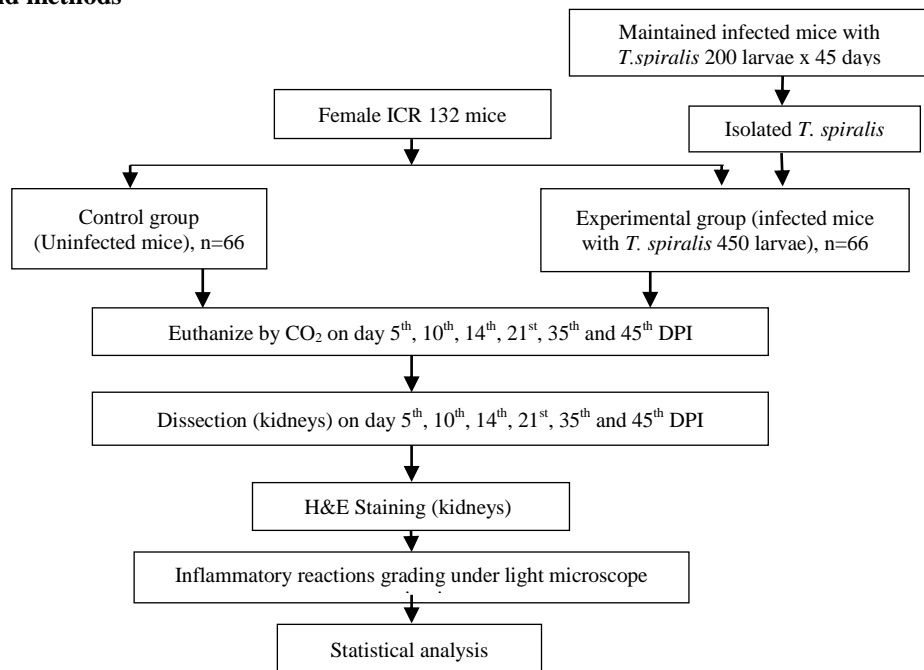 nd methods
Maintained infected mice with
T.spiralis 200 larvae x 45 days
Female ICR 132 mice
Isolated T. spiralis
Control group
(Uninfected mice), n=66
Experimental group (infected mice
with T. spiralis 450 larvae), n=66
Euthanize by CO₂ on day 5th, 10th, 14th, 21st, 35th and 45th DPI
Dissection (kidneys) on day 5th, 10th, 14th, 21st, 35th and 45th DPI
H&E Staining (kidneys)
Inflammatory reactions grading under light microscope
Statistical analysis